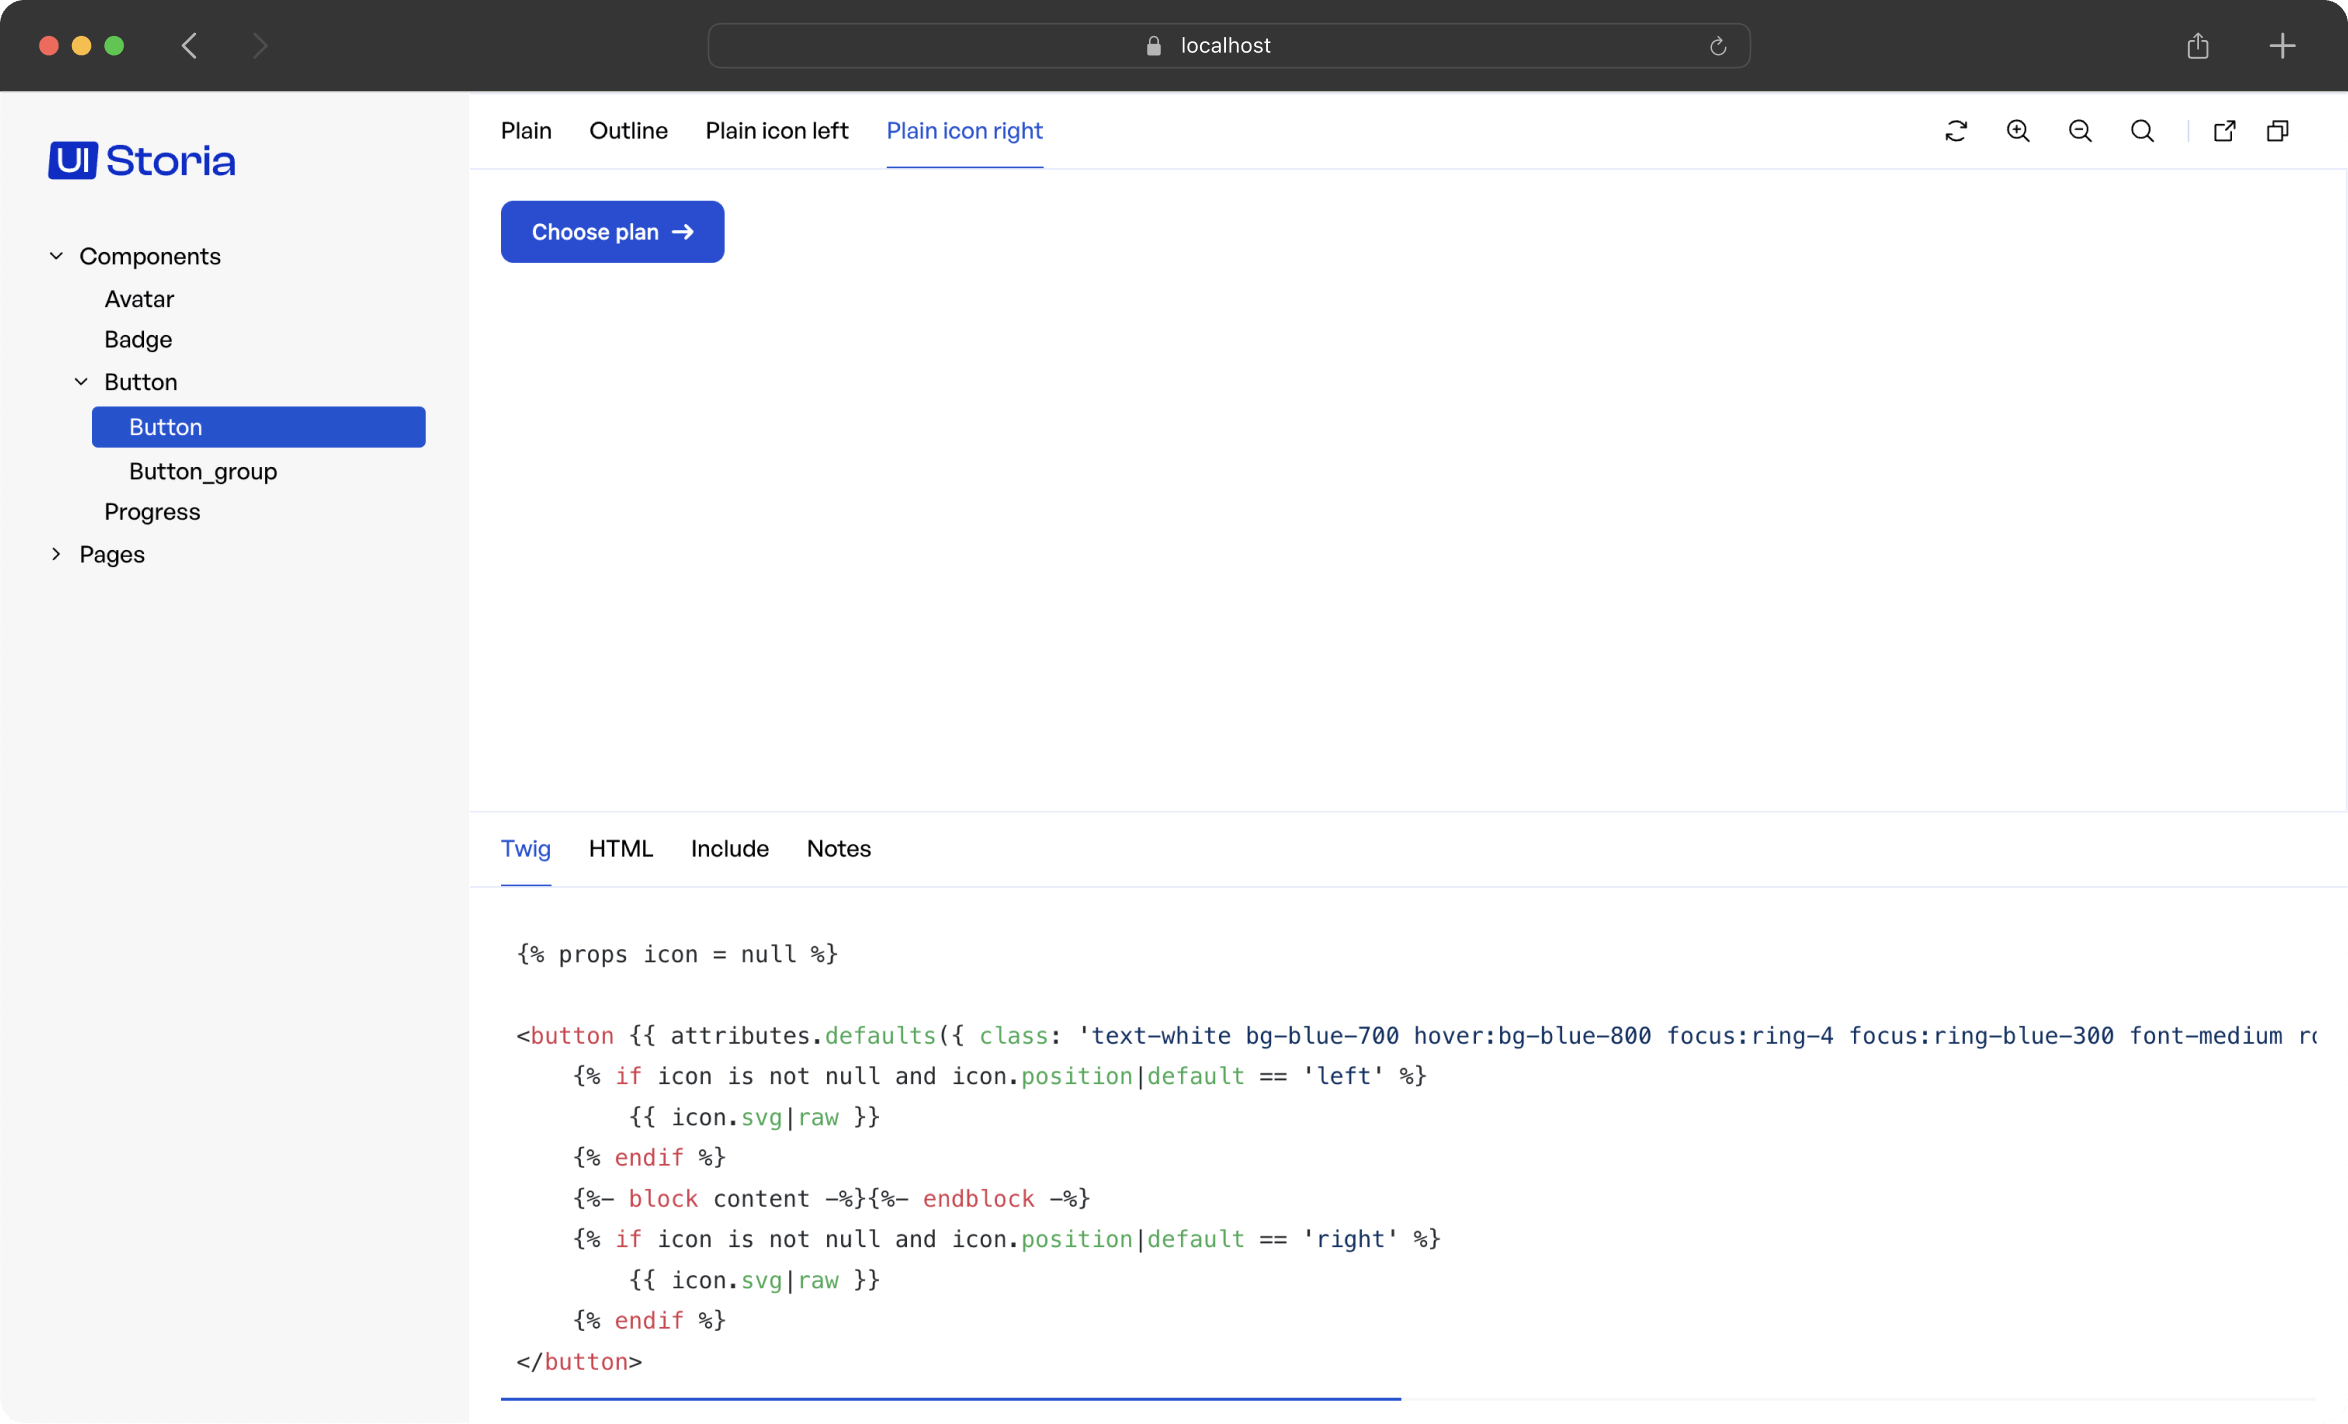 localhost
UI Storia
Plain Outline Plain icon left Plain icon right
Choose plan →
Components
Avatar
Badge
Button
Button
Button_group
Progress
Pages
Twig HTML Include Notes
{% props icon = null %}
<button {{ attributes.defaults({ class: 'text-white bg-blue-700 hover:bg-blue-800 focus:ring-4 focus:ring-blue-300 font-medium
{% if icon is not null and icon.position|default == 'left' %}
{{ icon.svg|raw }}
{% endif %}
{%- block content -%}{%- endblock -%}
{% if icon is not null and icon.position|default == 'right' %}
{{ icon.svg|raw }}
{% endif %}
</button>